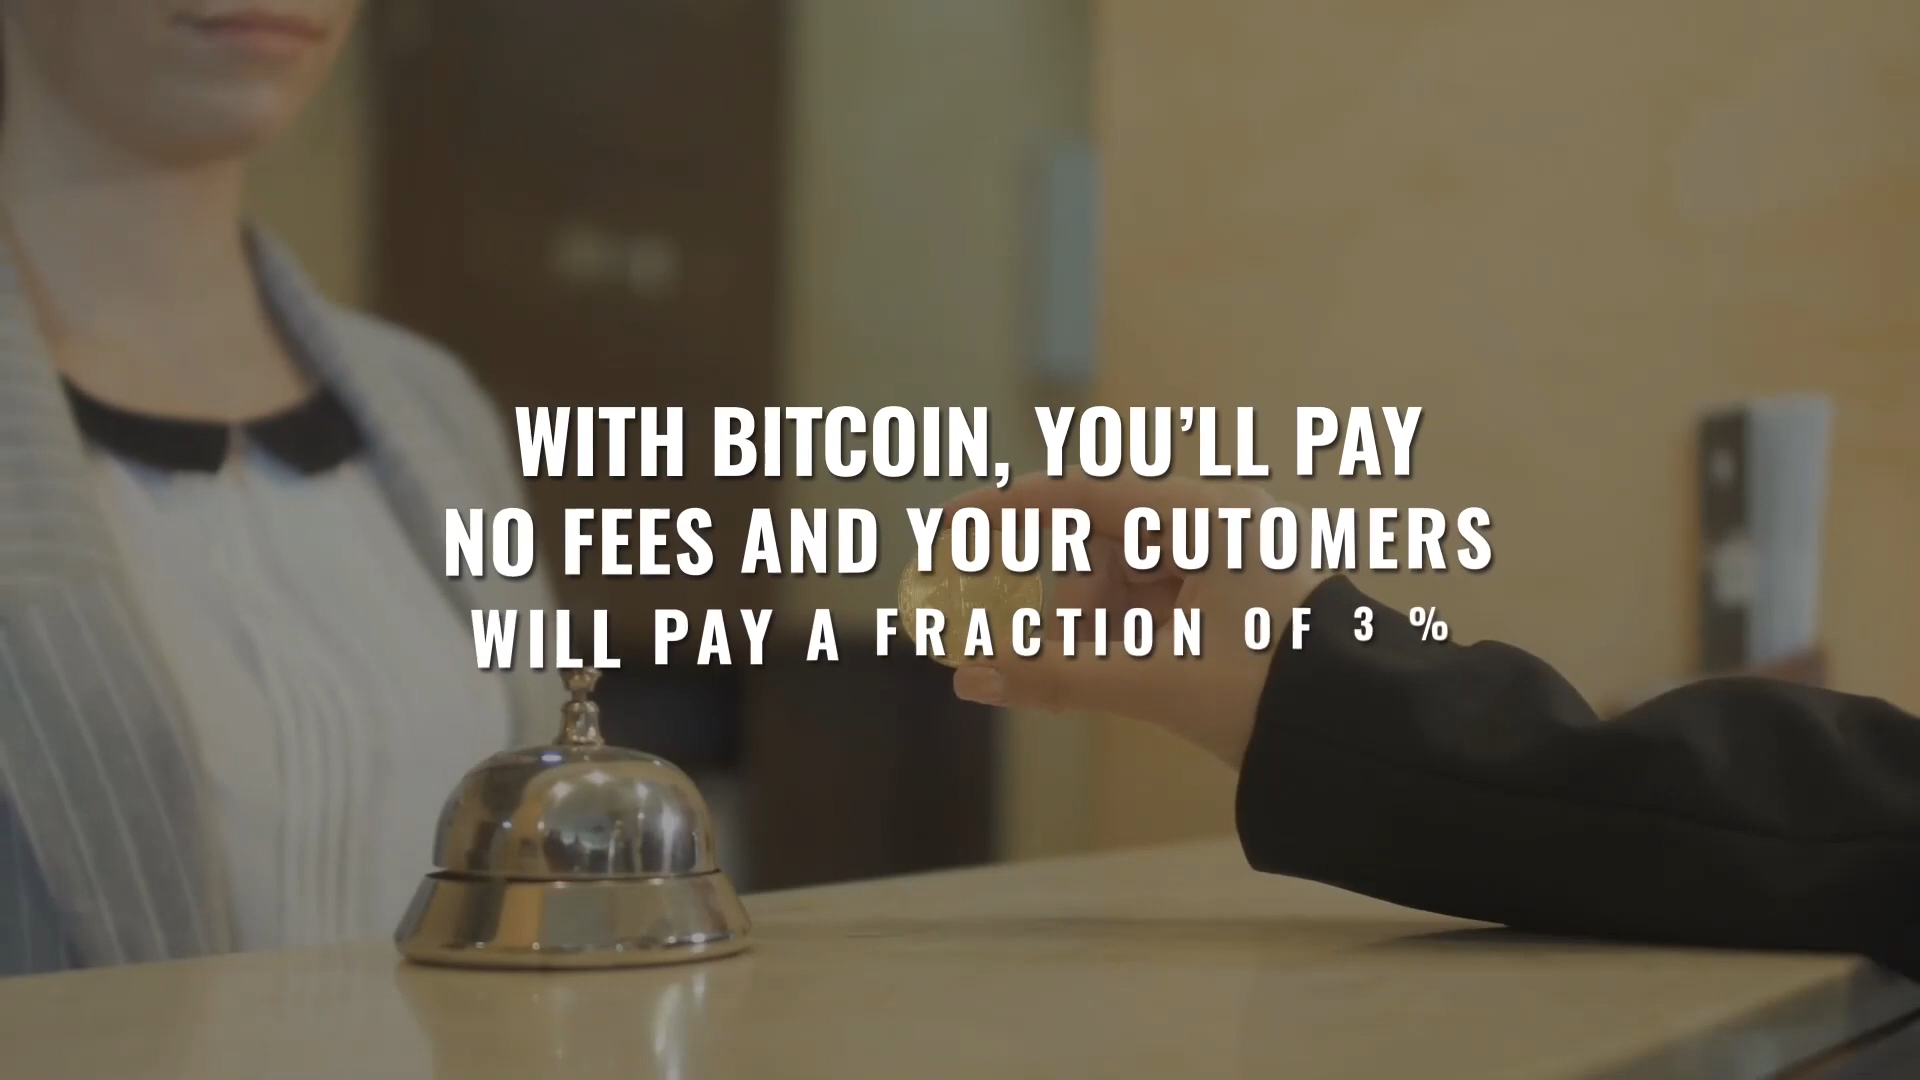 WITH BITCOIN, YOU’LL PAY
NO FEES AND YOUR CUTOMERS
WILL PAY A FRACTION OF 3 %